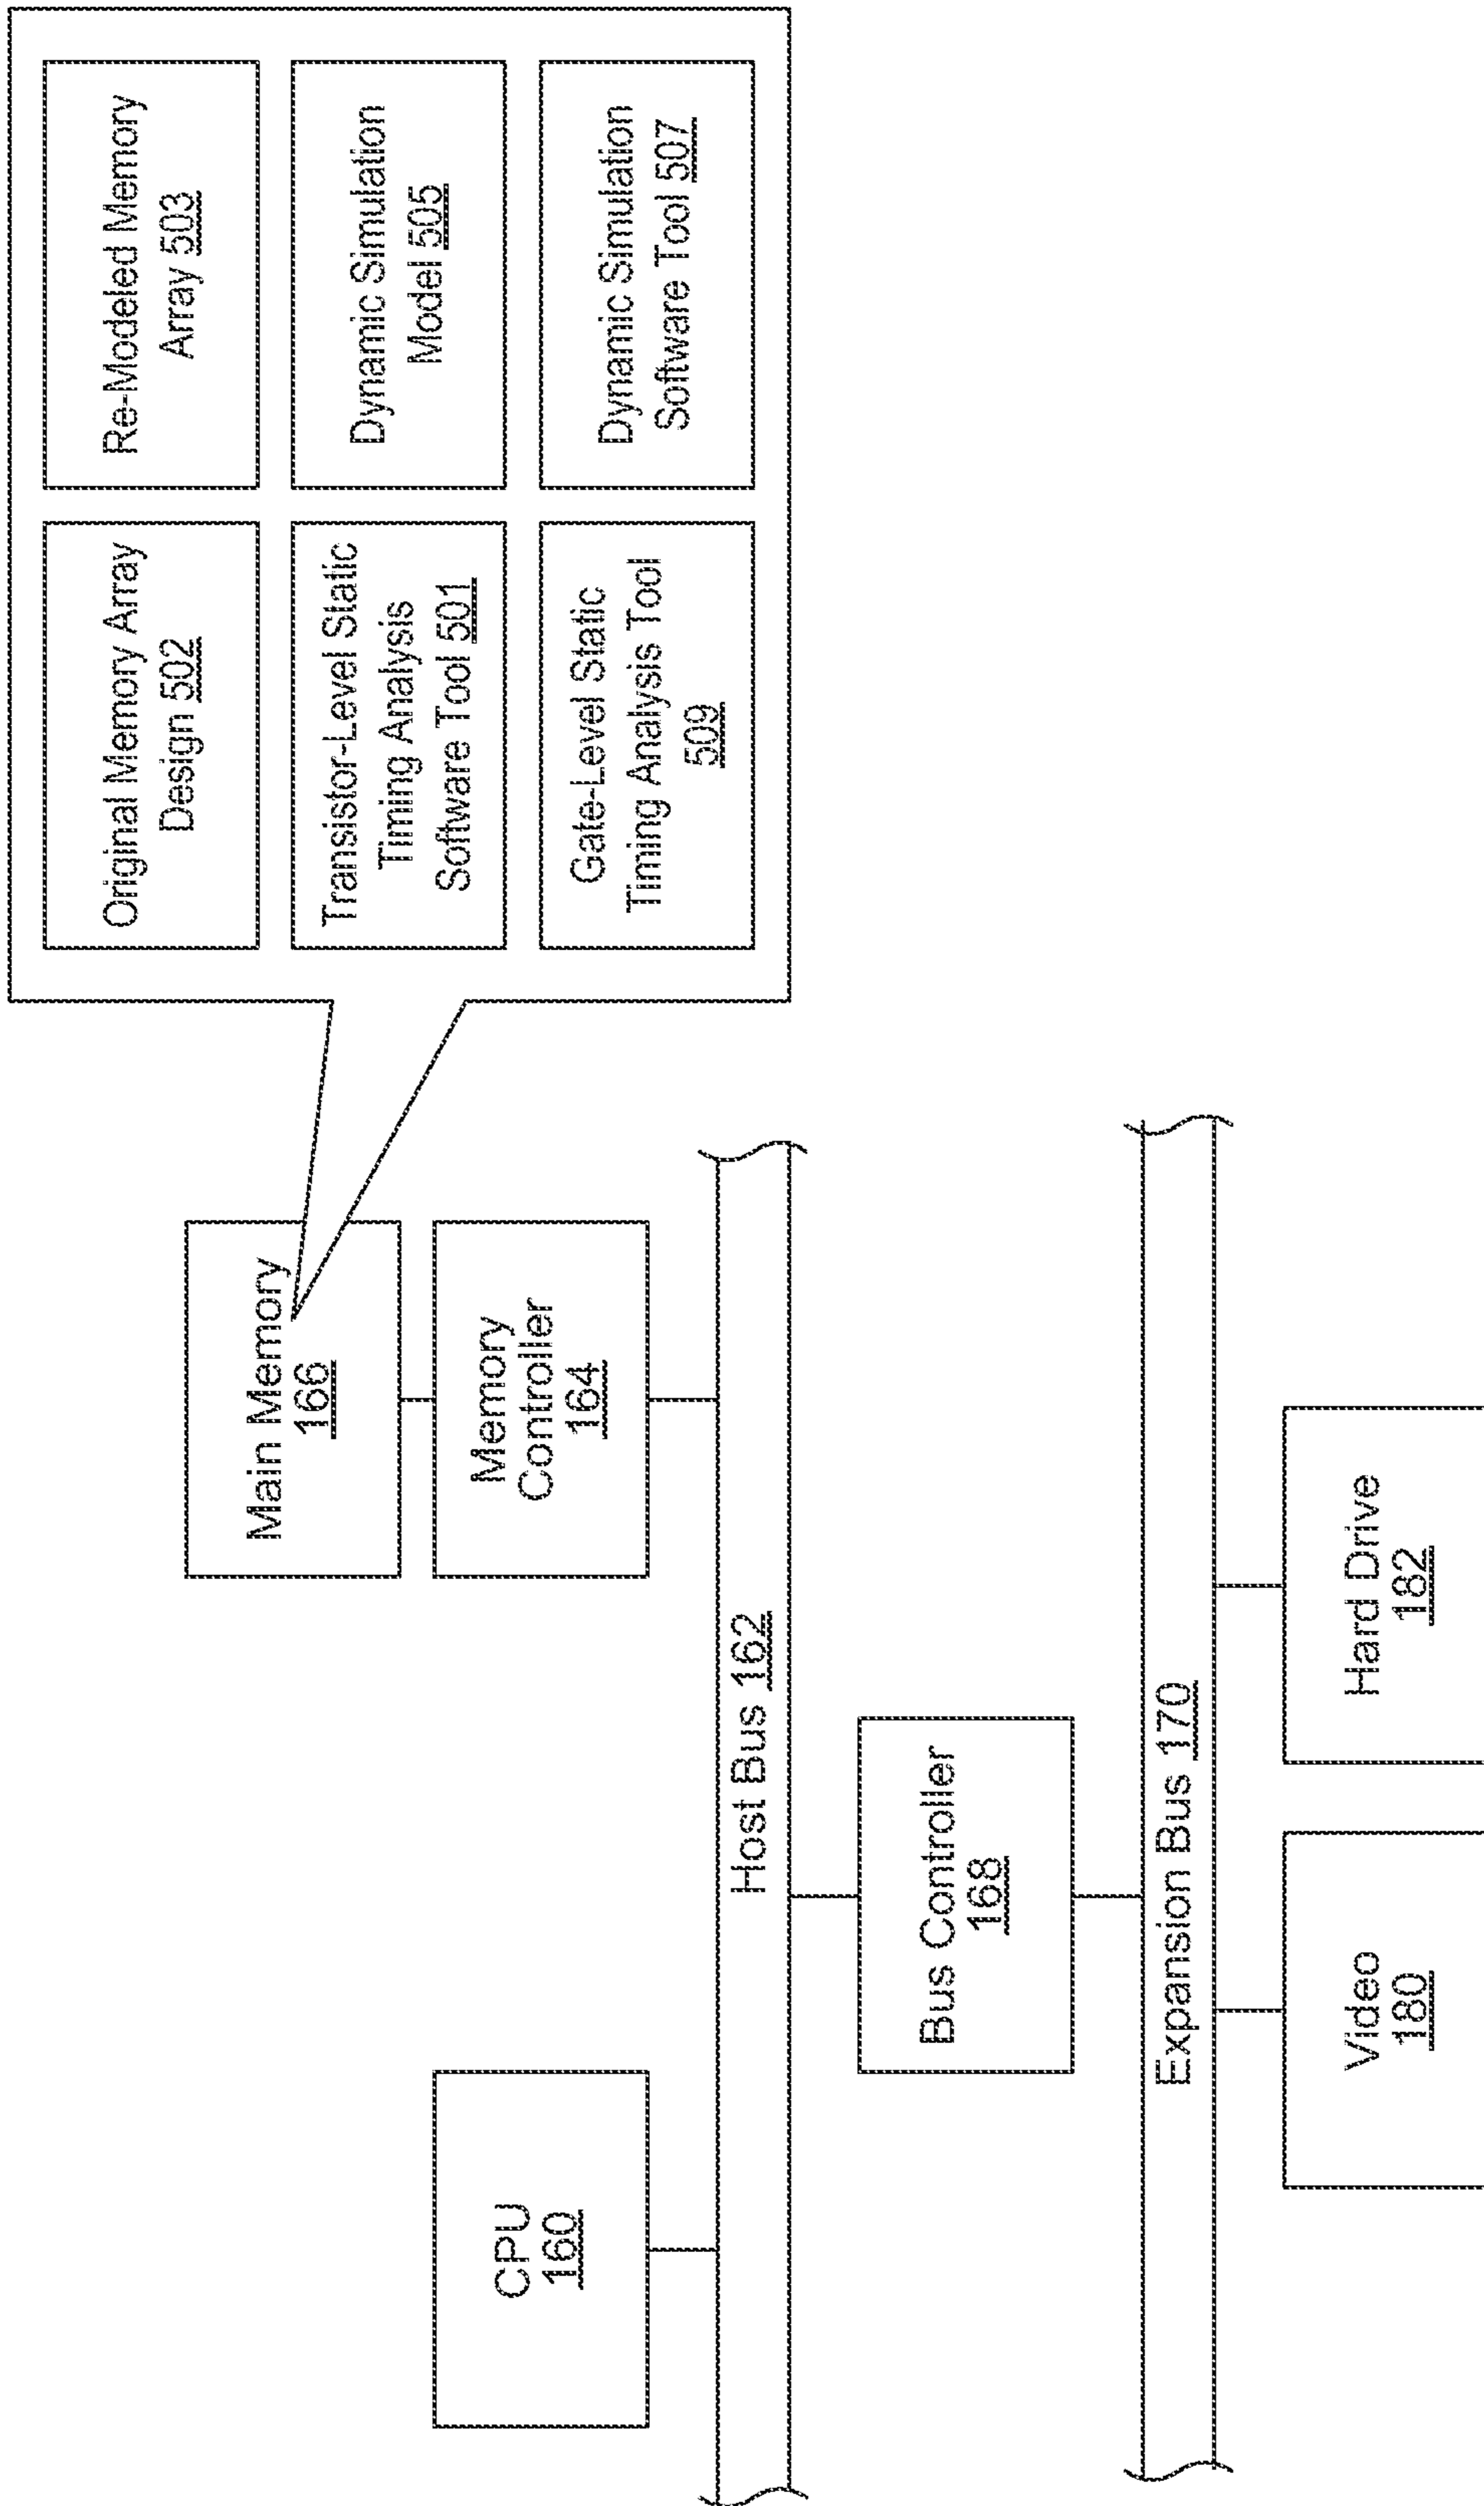 Original Memory Array
Design 502
Re-Modeled Memory
Array 503
Transistor-Level Static
Timing Analysis
Software Tool 501
Dynamic Simulation
Model 505
Gate-Level Static
Timing Analysis Tool
509
Dynamic Simulation
Software Tool 507
Main Memory
166
CPU
160
Memory
Controller
164
Host Bus 162
Bus Controller
168
Expansion Bus 170
Video
180
Hard Drive
182